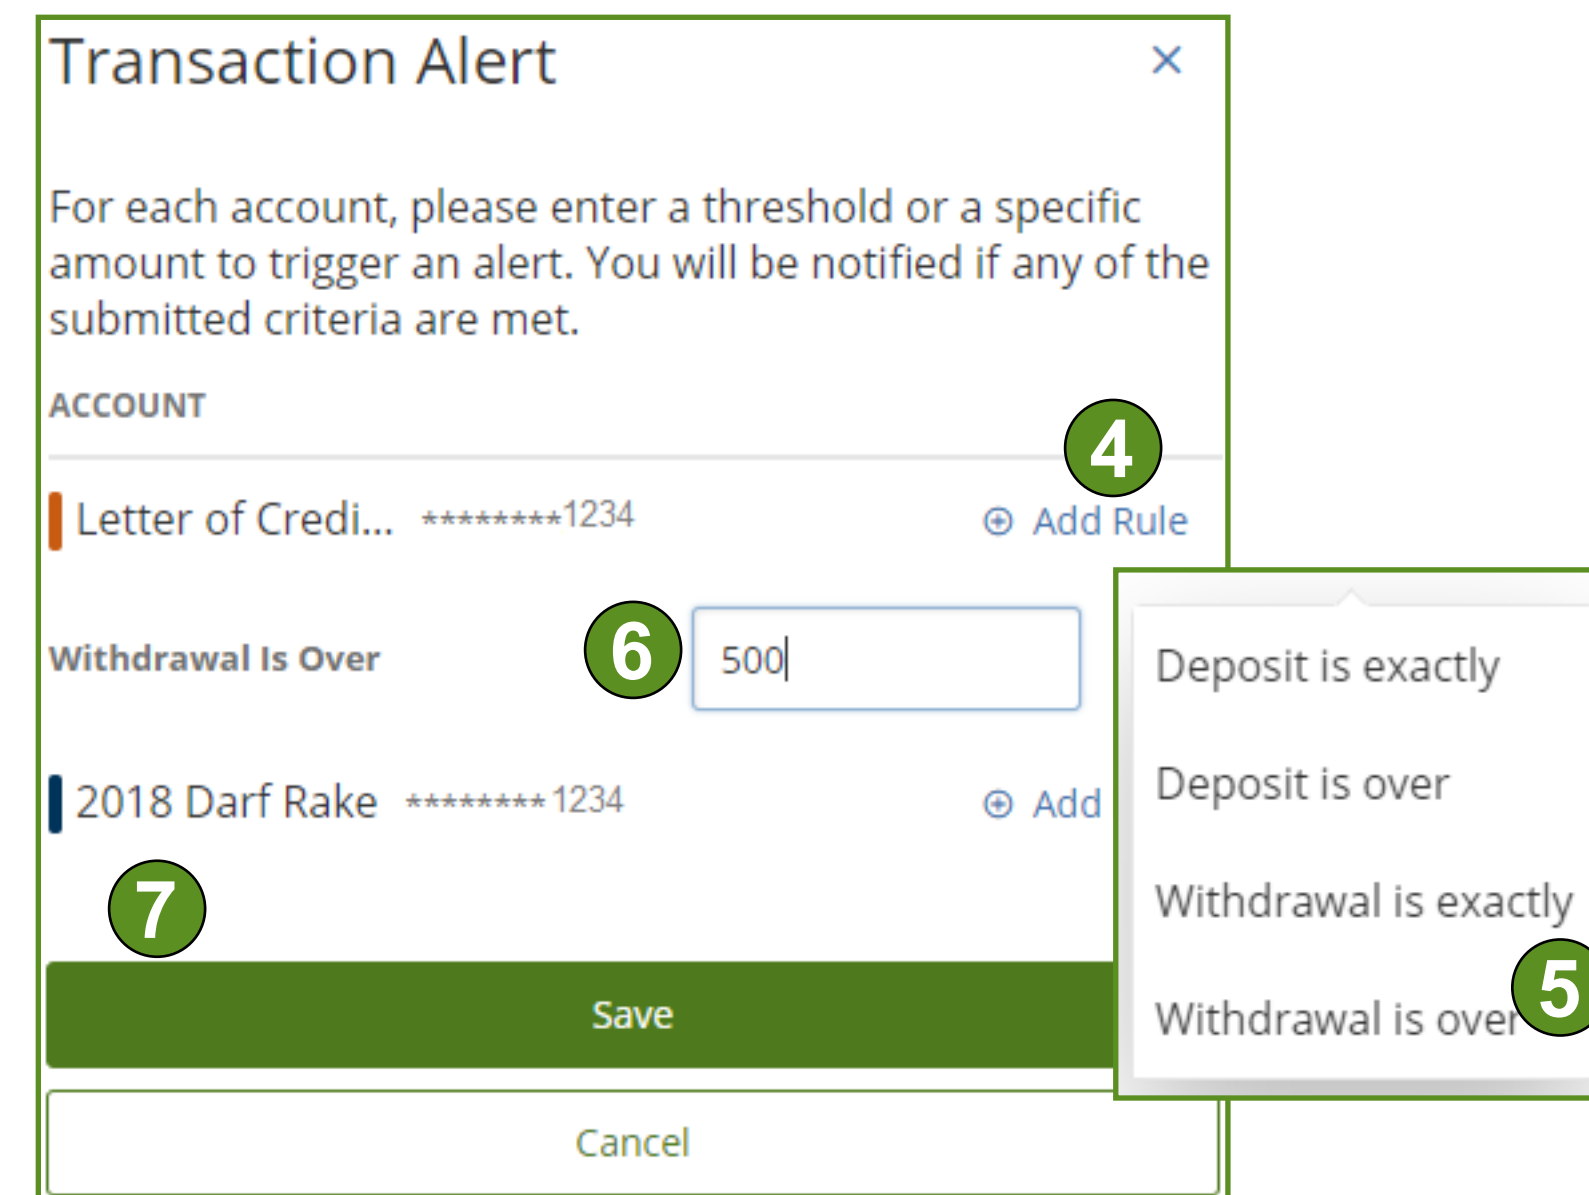 Transaction Alert
For each account, please enter a threshold or a specific
amount to trigger an alert. You will be notified if any of the
submitted criteria are met.
ACCOUNT
4
Letter of Credi... ********1234 Add Rule
Withdrawal Is Over 6 500
2018 Darf Rake ********1234 Add
7
Save
Cancel
Deposit is exactly
Deposit is over
Withdrawal is exactly
Withdrawal is over 5